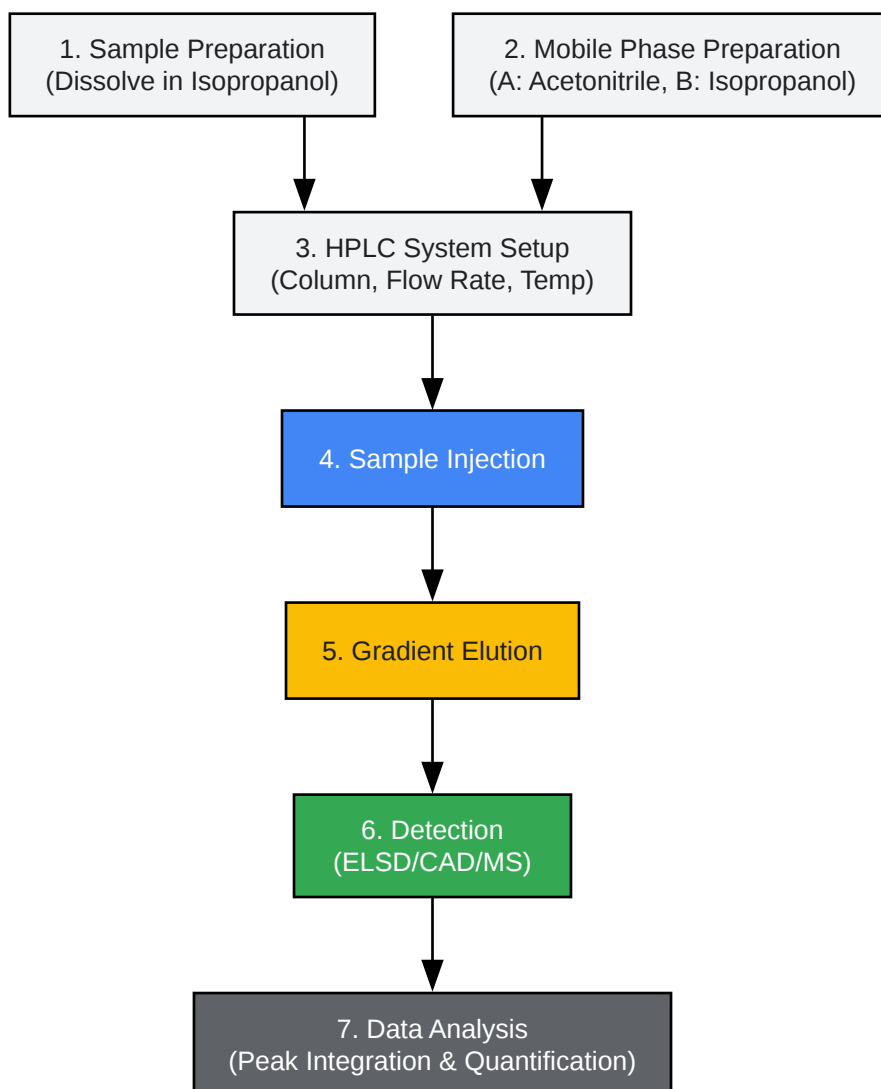 1. Sample Preparation
(Dissolve in Isopropanol)
2. Mobile Phase Preparation
(A: Acetonitrile, B: Isopropanol)
3. HPLC System Setup
(Column, Flow Rate, Temp)
4. Sample Injection
5. Gradient Elution
6. Detection
(ELSD/CAD/MS)
7. Data Analysis
(Peak Integration & Quantification)